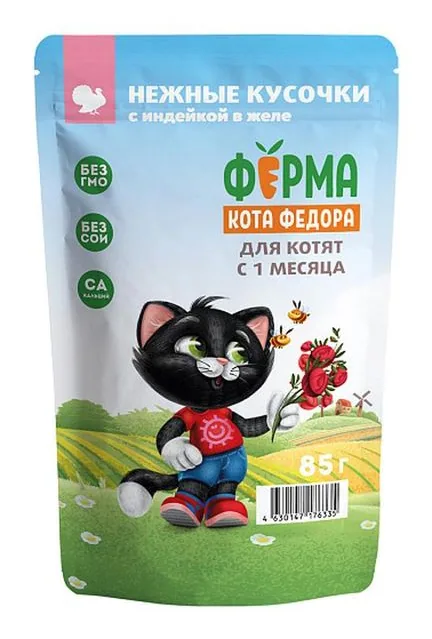 НЕЖНЫЕ КУСОЧКИ
с индейкой в желе
ФЕРМА
КОТА ФЕДОРА
ДЛЯ КОТЯТ
С 1 МЕСЯЦА
БЕЗ
ГМО
БЕЗ
СОИ
CA
КАЛЬЦИЙ
85 г
4 630147 176335